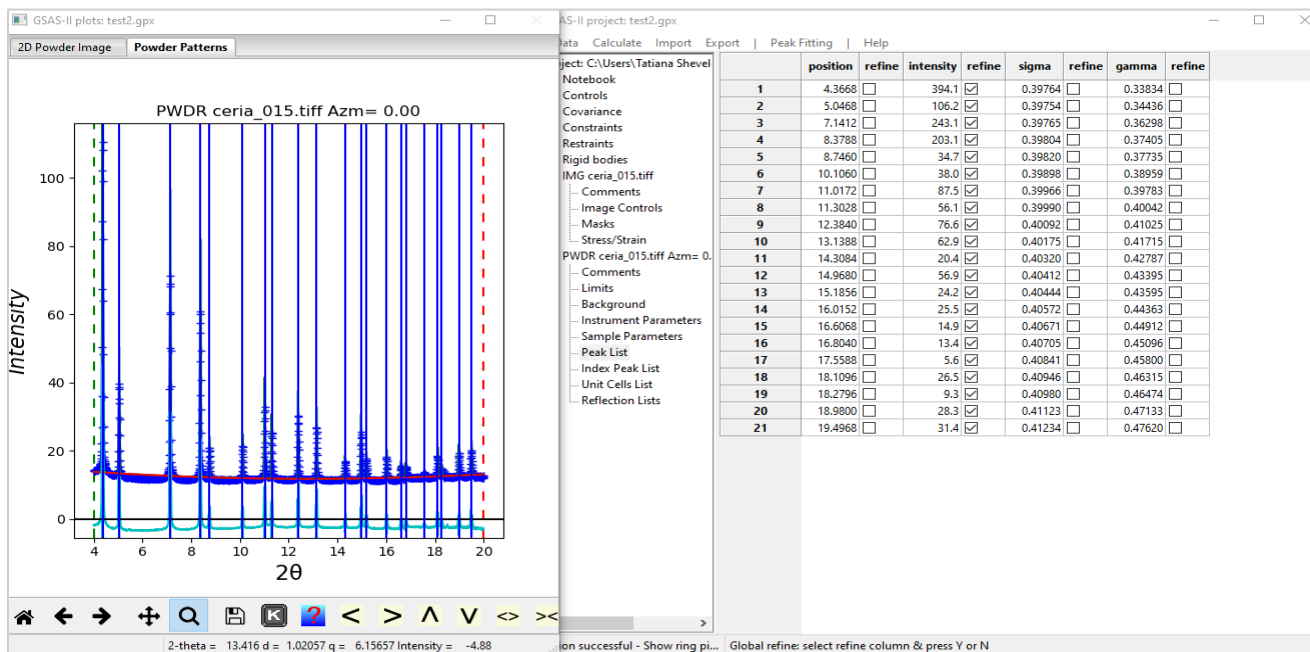 GSAS-II plots: test2.gpx
2D Powder Image Powder Patterns
PWDR ceria_015.tiff Azm= 0.00
Intensity
100
80
60
40
20
0
4 6 8 10 12 14 16 18 20
2θ
K ? < > Λ V <> ><
2-theta = 13.416 d = 1.02057 q = 6.15657 Intensity = -4.88
AS-II project: test2.gpx
Data Calculate Import Export | Peak Fitting | Help
ject: C:\Users\Tatiana Shevel
Notebook
Controls
Covariance
Constraints
Restraints
Rigid bodies
IMG ceria_015.tiff
Comments
Image Controls
Masks
Stress/Strain
PWDR ceria_015.tiff Azm= 0.
Comments
Limits
Background
Instrument Parameters
Sample Parameters
Peak List
Index Peak List
Unit Cells List
Reflection Lists
position refine intensity refine sigma refine gamma refine
1 4.3668 394.1 0.39764 0.33834
2 5.0468 106.2 0.39754 0.34436
3 7.1412 243.1 0.39765 0.36298
4 8.3788 203.1 0.39804 0.37405
5 8.7460 34.7 0.39820 0.37735
6 10.1060 38.0 0.39898 0.38959
7 11.0172 87.5 0.39966 0.39783
8 11.3028 56.1 0.39990 0.40042
9 12.3840 76.6 0.40092 0.41025
10 13.1388 62.9 0.40175 0.41715
11 14.3084 20.4 0.40320 0.42787
12 14.9680 56.9 0.40412 0.43395
13 15.1856 24.2 0.40444 0.43595
14 16.0152 25.5 0.40572 0.44363
15 16.6068 14.9 0.40671 0.44912
16 16.8040 13.4 0.40705 0.45096
17 17.5588 5.6 0.40841 0.45800
18 18.1096 26.5 0.40946 0.46315
19 18.2796 9.3 0.40980 0.46474
20 18.9800 28.3 0.41123 0.47133
21 19.4968 31.4 0.41234 0.47620
ion successful - Show ring pi... Global refine: select refine column & press Y or N